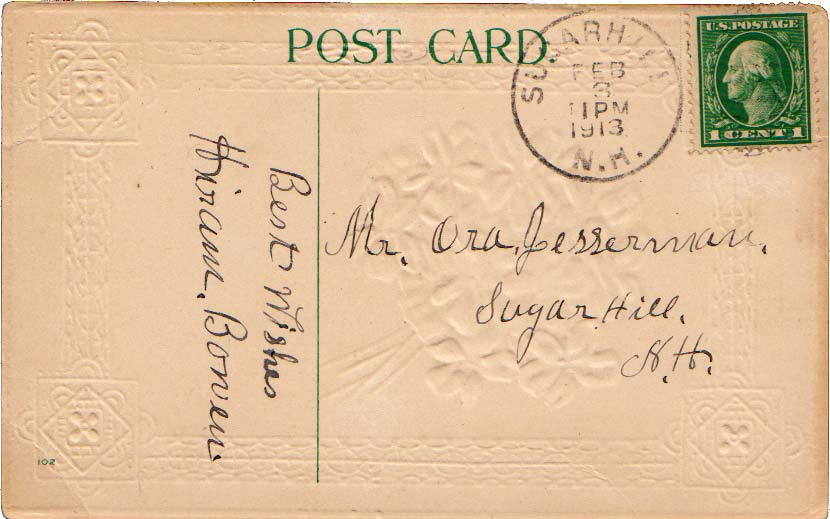 POST CARD.
SUGAR HILL
FEB
3
11 PM
1913
N.H.
U.S. POSTAGE
1 CENT 1
Best Wishes
Hiram. Bowen.
Mr. Ora. Jesserman.
Sugar Hill.
N.H.
102